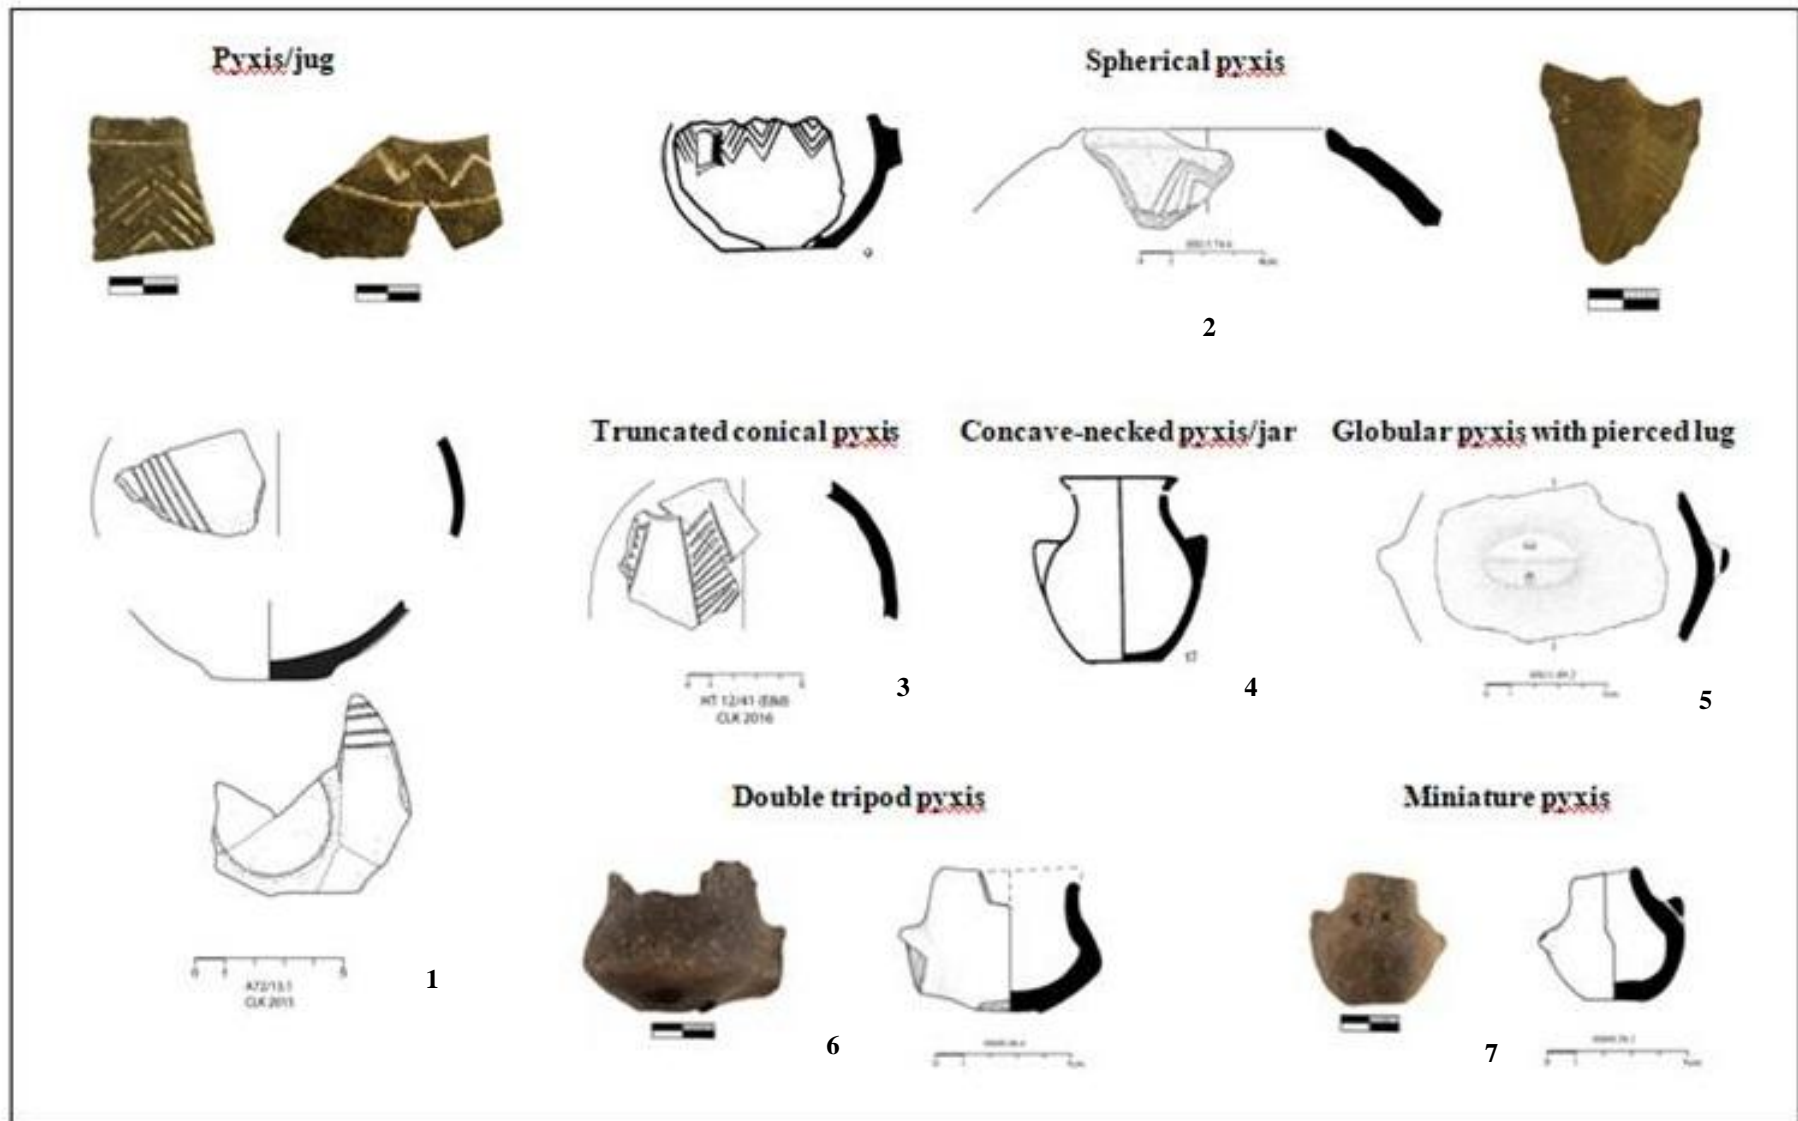 Pyxis/jug
Spherical pyxis
2
Truncated conical pyxis
Concave-necked pyxis/jar
Globular pyxis with pierced lug
3
HT 12/41 (EBd)
CLK 2016
4
5
Double tripod pyxis
Miniature pyxis
1
A72/13.1
CLK 2015
6
7